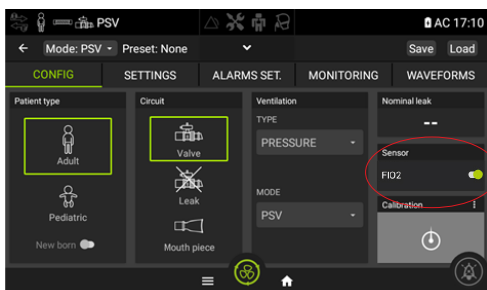 PSV
AC 17:10
Mode: PSV
Preset: None
Save
Load
CONFIG
SETTINGS
ALARMS SET.
MONITORING
WAVEFORMS
Patient type
Adult
Pediatric
New born
Circuit
Valve
Leak
Mouth piece
Ventilation
TYPE
PRESSURE
MODE
PSV
Nominal leak
--
Sensor
FIO2
Calibration